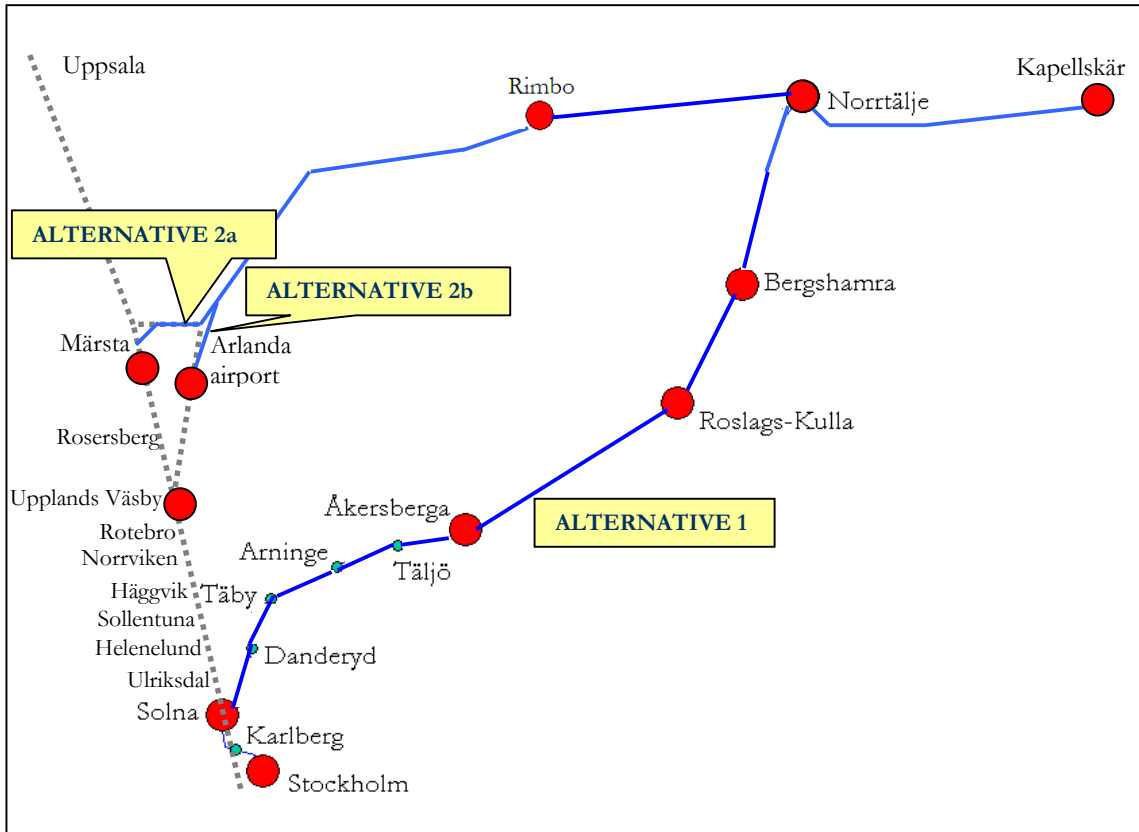 Uppsala
Rimbo
Kapellskär
Norrtälje
ALTERNATIVE 2a
ALTERNATIVE 2b
Bergshamra
Märsta
Arlanda
airport
Roslags-Kulla
Rosersberg
Upplands Väsby
Åkersberga
ALTERNATIVE 1
Rotebro
Norrviken
Arninge
Täljö
Häggvik
Täby
Sollentuna
Helenelund
Danderyd
Ulriksdal
Solna
Karlberg
Stockholm